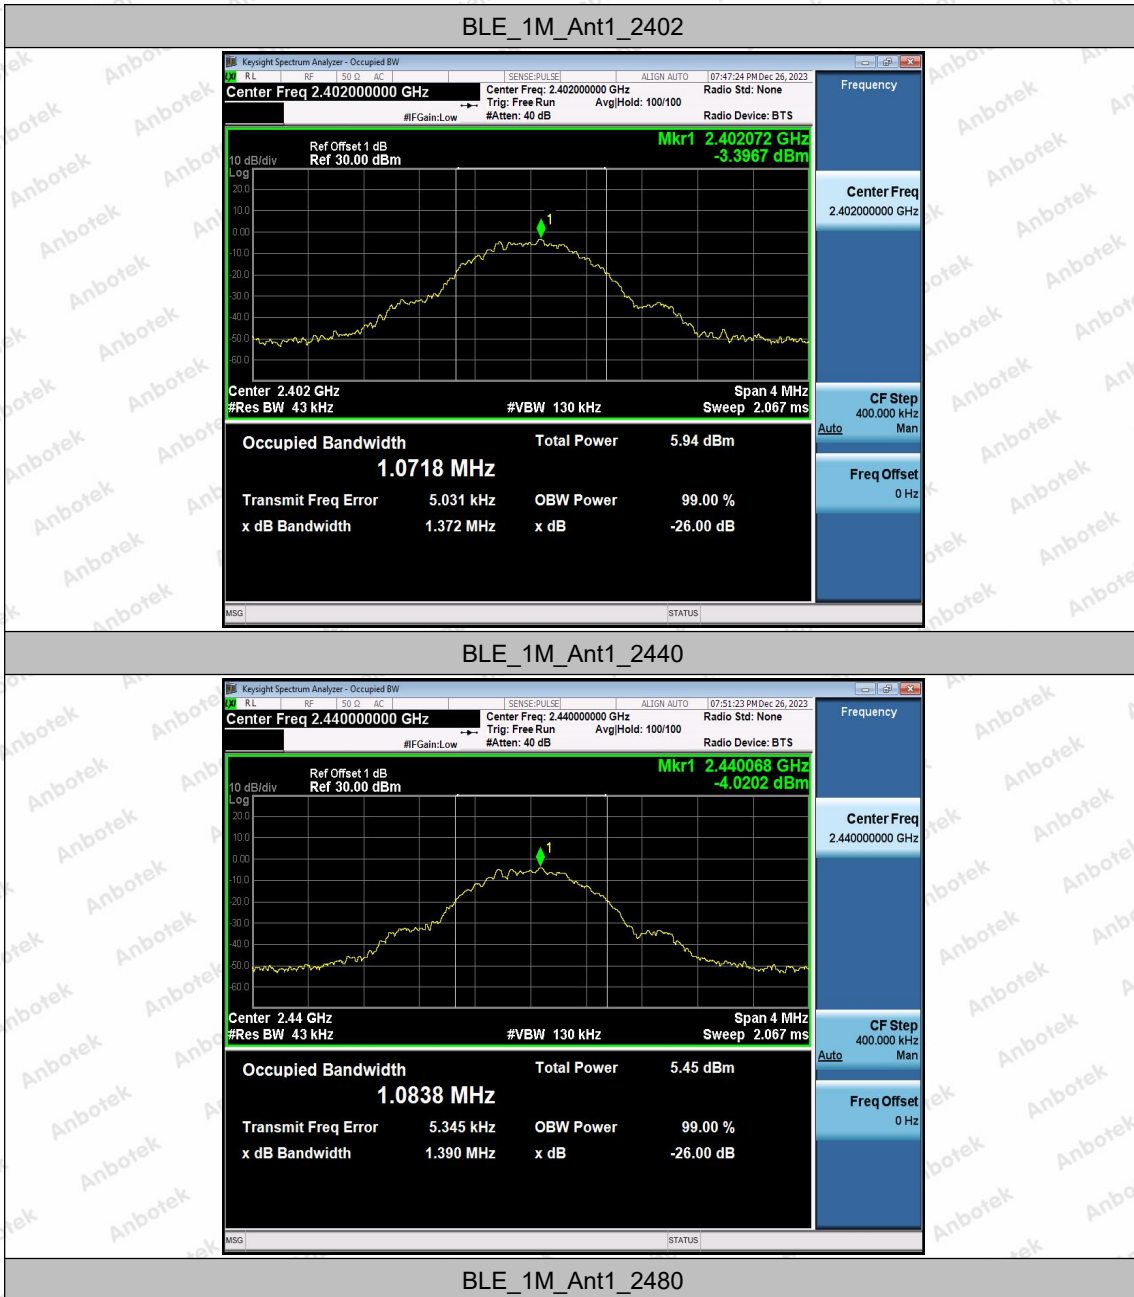 BLE_1M_Ant1_2402
Keysight Spectrum Analyzer - Occupied BW
LXI RL RF 50 Ω AC SENSE:PULSE ALIGN AUTO 07:47:24 PM Dec 26, 2023
Center Freq 2.402000000 GHz Center Freq: 2.402000000 GHz Radio Std: None Frequency
Trig: Free Run Avg|Hold: 100/100
#IFGain:Low #Atten: 40 dB Radio Device: BTS
Mkr1 2.402072 GHz
-3.3967 dBm
Ref Offset 1 dB
10 dB/div Ref 30.00 dBm
Log
20.0
10.0
0.00
-10.0
-20.0
-30.0
-40.0
-50.0
-60.0
1
Center Freq
2.402000000 GHz
Center 2.402 GHz Span 4 MHz
#Res BW 43 kHz #VBW 130 kHz Sweep 2.067 ms
CF Step
400.000 kHz
Auto Man
Occupied Bandwidth Total Power 5.94 dBm
1.0718 MHz
Freq Offset
0 Hz
Transmit Freq Error 5.031 kHz OBW Power 99.00 %
x dB Bandwidth 1.372 MHz x dB -26.00 dB
MSG STATUS
BLE_1M_Ant1_2440
Keysight Spectrum Analyzer - Occupied BW
LXI RL RF 50 Ω AC SENSE:PULSE ALIGN AUTO 07:51:23 PM Dec 26, 2023
Center Freq 2.440000000 GHz Center Freq: 2.440000000 GHz Radio Std: None Frequency
Trig: Free Run Avg|Hold: 100/100
#IFGain:Low #Atten: 40 dB Radio Device: BTS
Mkr1 2.440068 GHz
-4.0202 dBm
Ref Offset 1 dB
10 dB/div Ref 30.00 dBm
Log
20.0
10.0
0.00
-10.0
-20.0
-30.0
-40.0
-50.0
-60.0
1
Center Freq
2.440000000 GHz
Center 2.44 GHz Span 4 MHz
#Res BW 43 kHz #VBW 130 kHz Sweep 2.067 ms
CF Step
400.000 kHz
Auto Man
Occupied Bandwidth Total Power 5.45 dBm
1.0838 MHz
Freq Offset
0 Hz
Transmit Freq Error 5.345 kHz OBW Power 99.00 %
x dB Bandwidth 1.390 MHz x dB -26.00 dB
MSG STATUS
BLE_1M_Ant1_2480
Anbotek